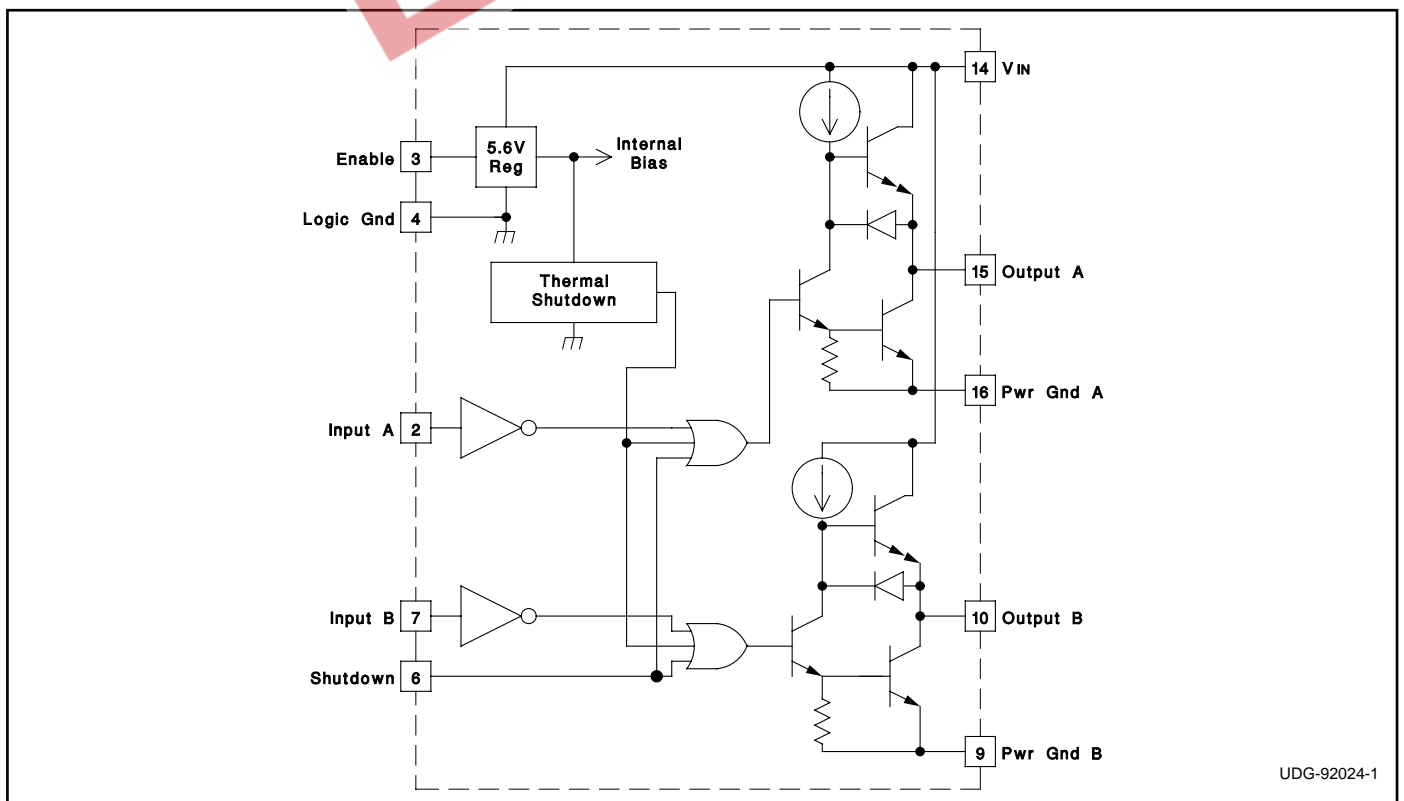 14 VIN
Enable 3
5.6V
Reg
Internal
Bias
Logic Gnd 4
Thermal
Shutdown
15 Output A
16 Pwr Gnd A
Input A 2
Input B 7
10 Output B
Shutdown 6
9 Pwr Gnd B
UDG-92024-1